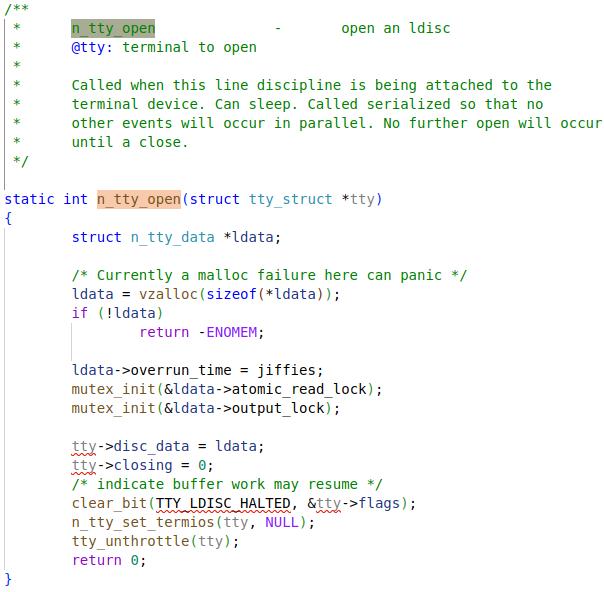 /**
 *	n_tty_open		-	open an ldisc
 *	@tty: terminal to open
 *
 *	Called when this line discipline is being attached to the
 *	terminal device. Can sleep. Called serialized so that no
 *	other events will occur in parallel. No further open will occur
 *	until a close.
 */
static int n_tty_open(struct tty_struct *tty)
{
	struct n_tty_data *ldata;
	/* Currently a malloc failure here can panic */
	ldata = vzalloc(sizeof(*ldata));
	if (!ldata)
		return -ENOMEM;
	ldata->overrun_time = jiffies;
	mutex_init(&ldata->atomic_read_lock);
	mutex_init(&ldata->output_lock);
	tty->disc_data = ldata;
	tty->closing = 0;
	/* indicate buffer work may resume */
	clear_bit(TTY_LDISC_HALTED, &tty->flags);
	n_tty_set_termios(tty, NULL);
	tty_unthrottle(tty);
	return 0;
}